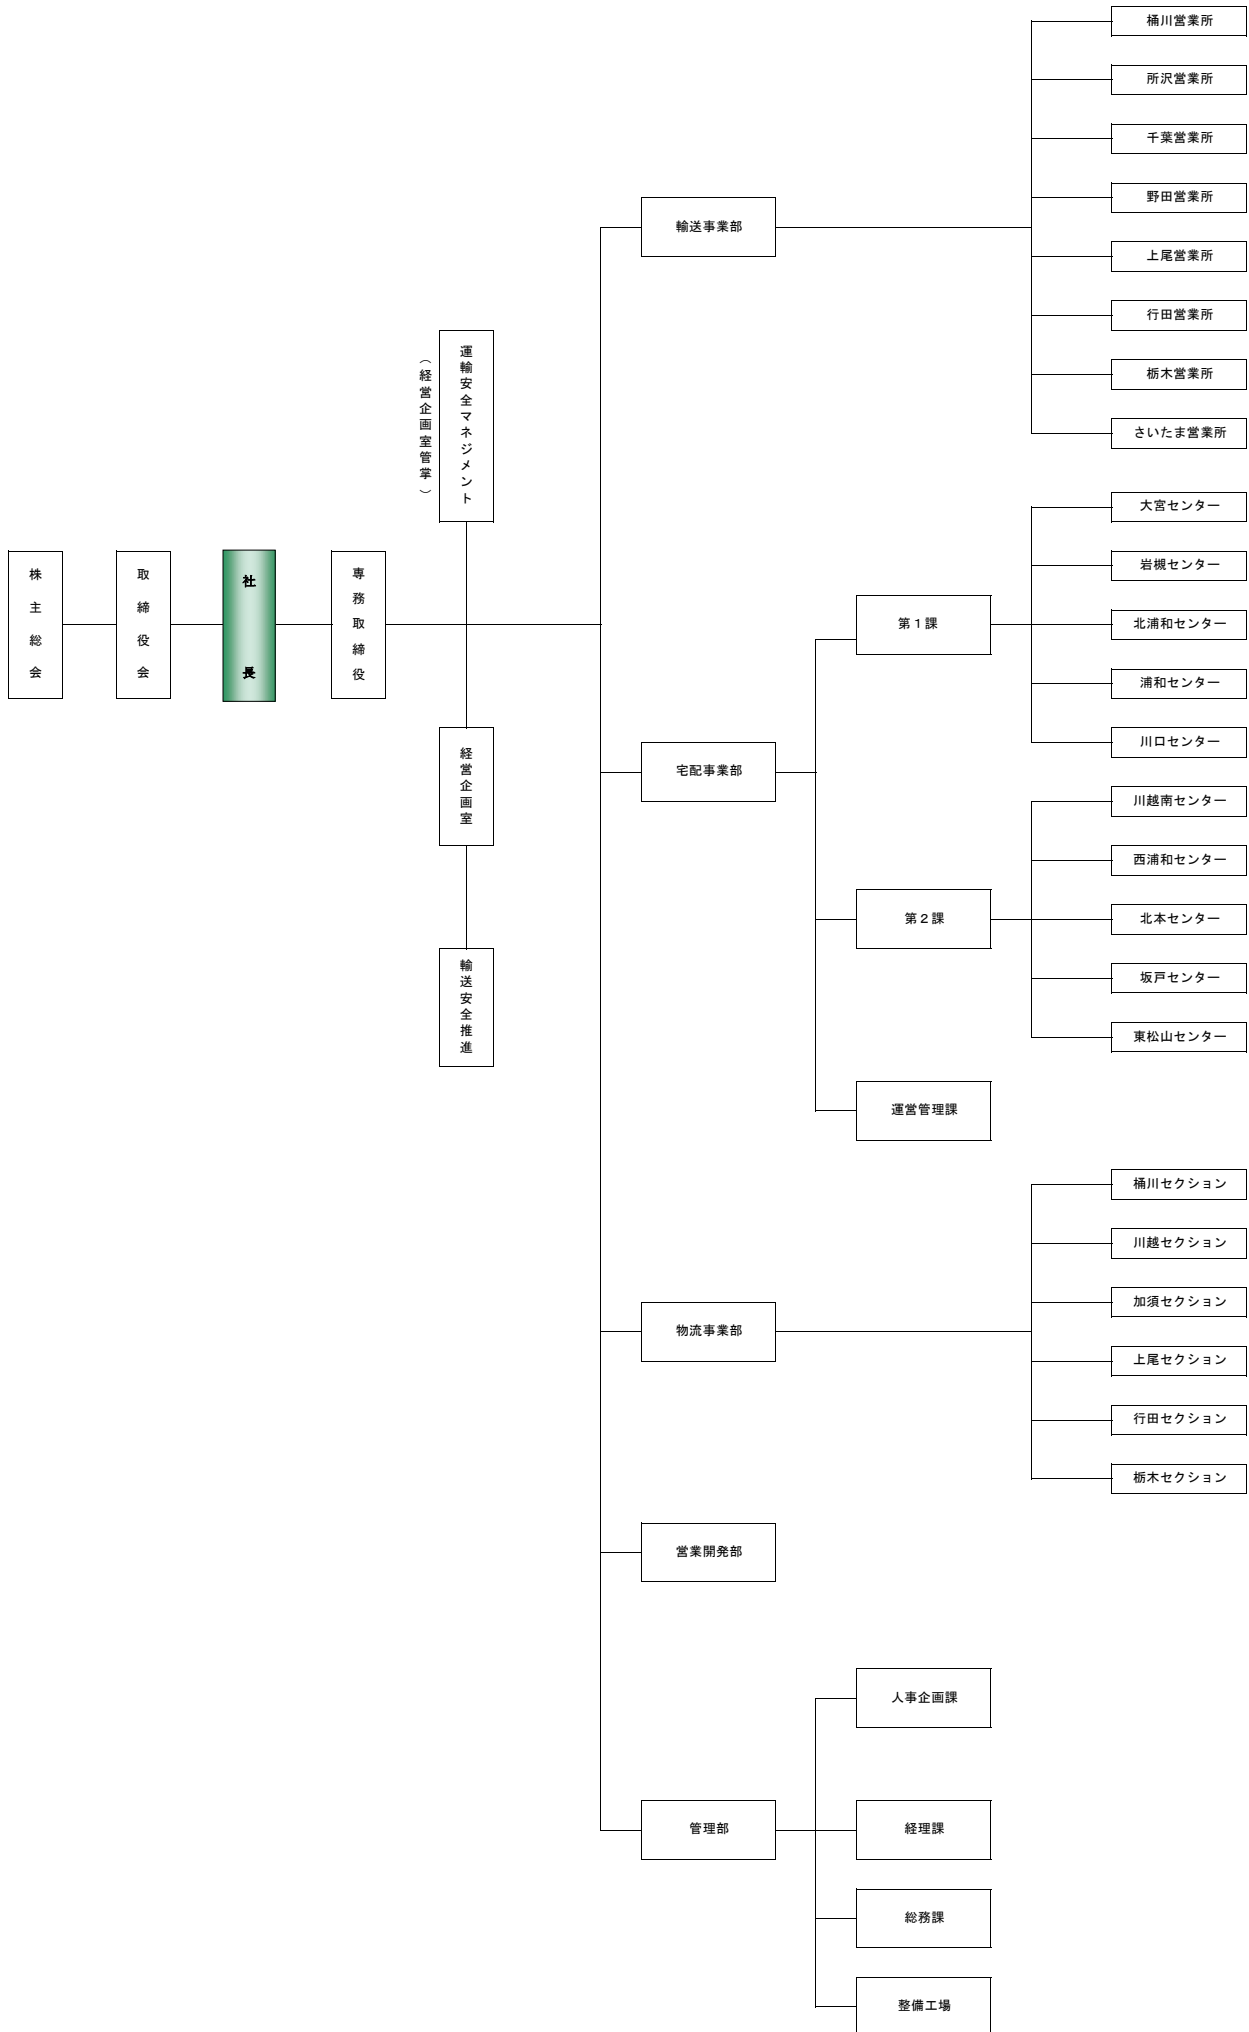 株主総会
取締役会
社長
専務取締役
運輸安全マネジメント
（経営企画室管掌）
経営企画室
輸送安全推進
輸送事業部
桶川営業所
所沢営業所
千葉営業所
野田営業所
上尾営業所
行田営業所
栃木営業所
さいたま営業所
宅配事業部
第１課
大宮センター
岩槻センター
北浦和センター
浦和センター
川口センター
第２課
川越南センター
西浦和センター
北本センター
坂戸センター
東松山センター
運営管理課
物流事業部
桶川セクション
川越セクション
加須セクション
上尾セクション
行田セクション
栃木セクション
営業開発部
管理部
人事企画課
経理課
総務課
整備工場